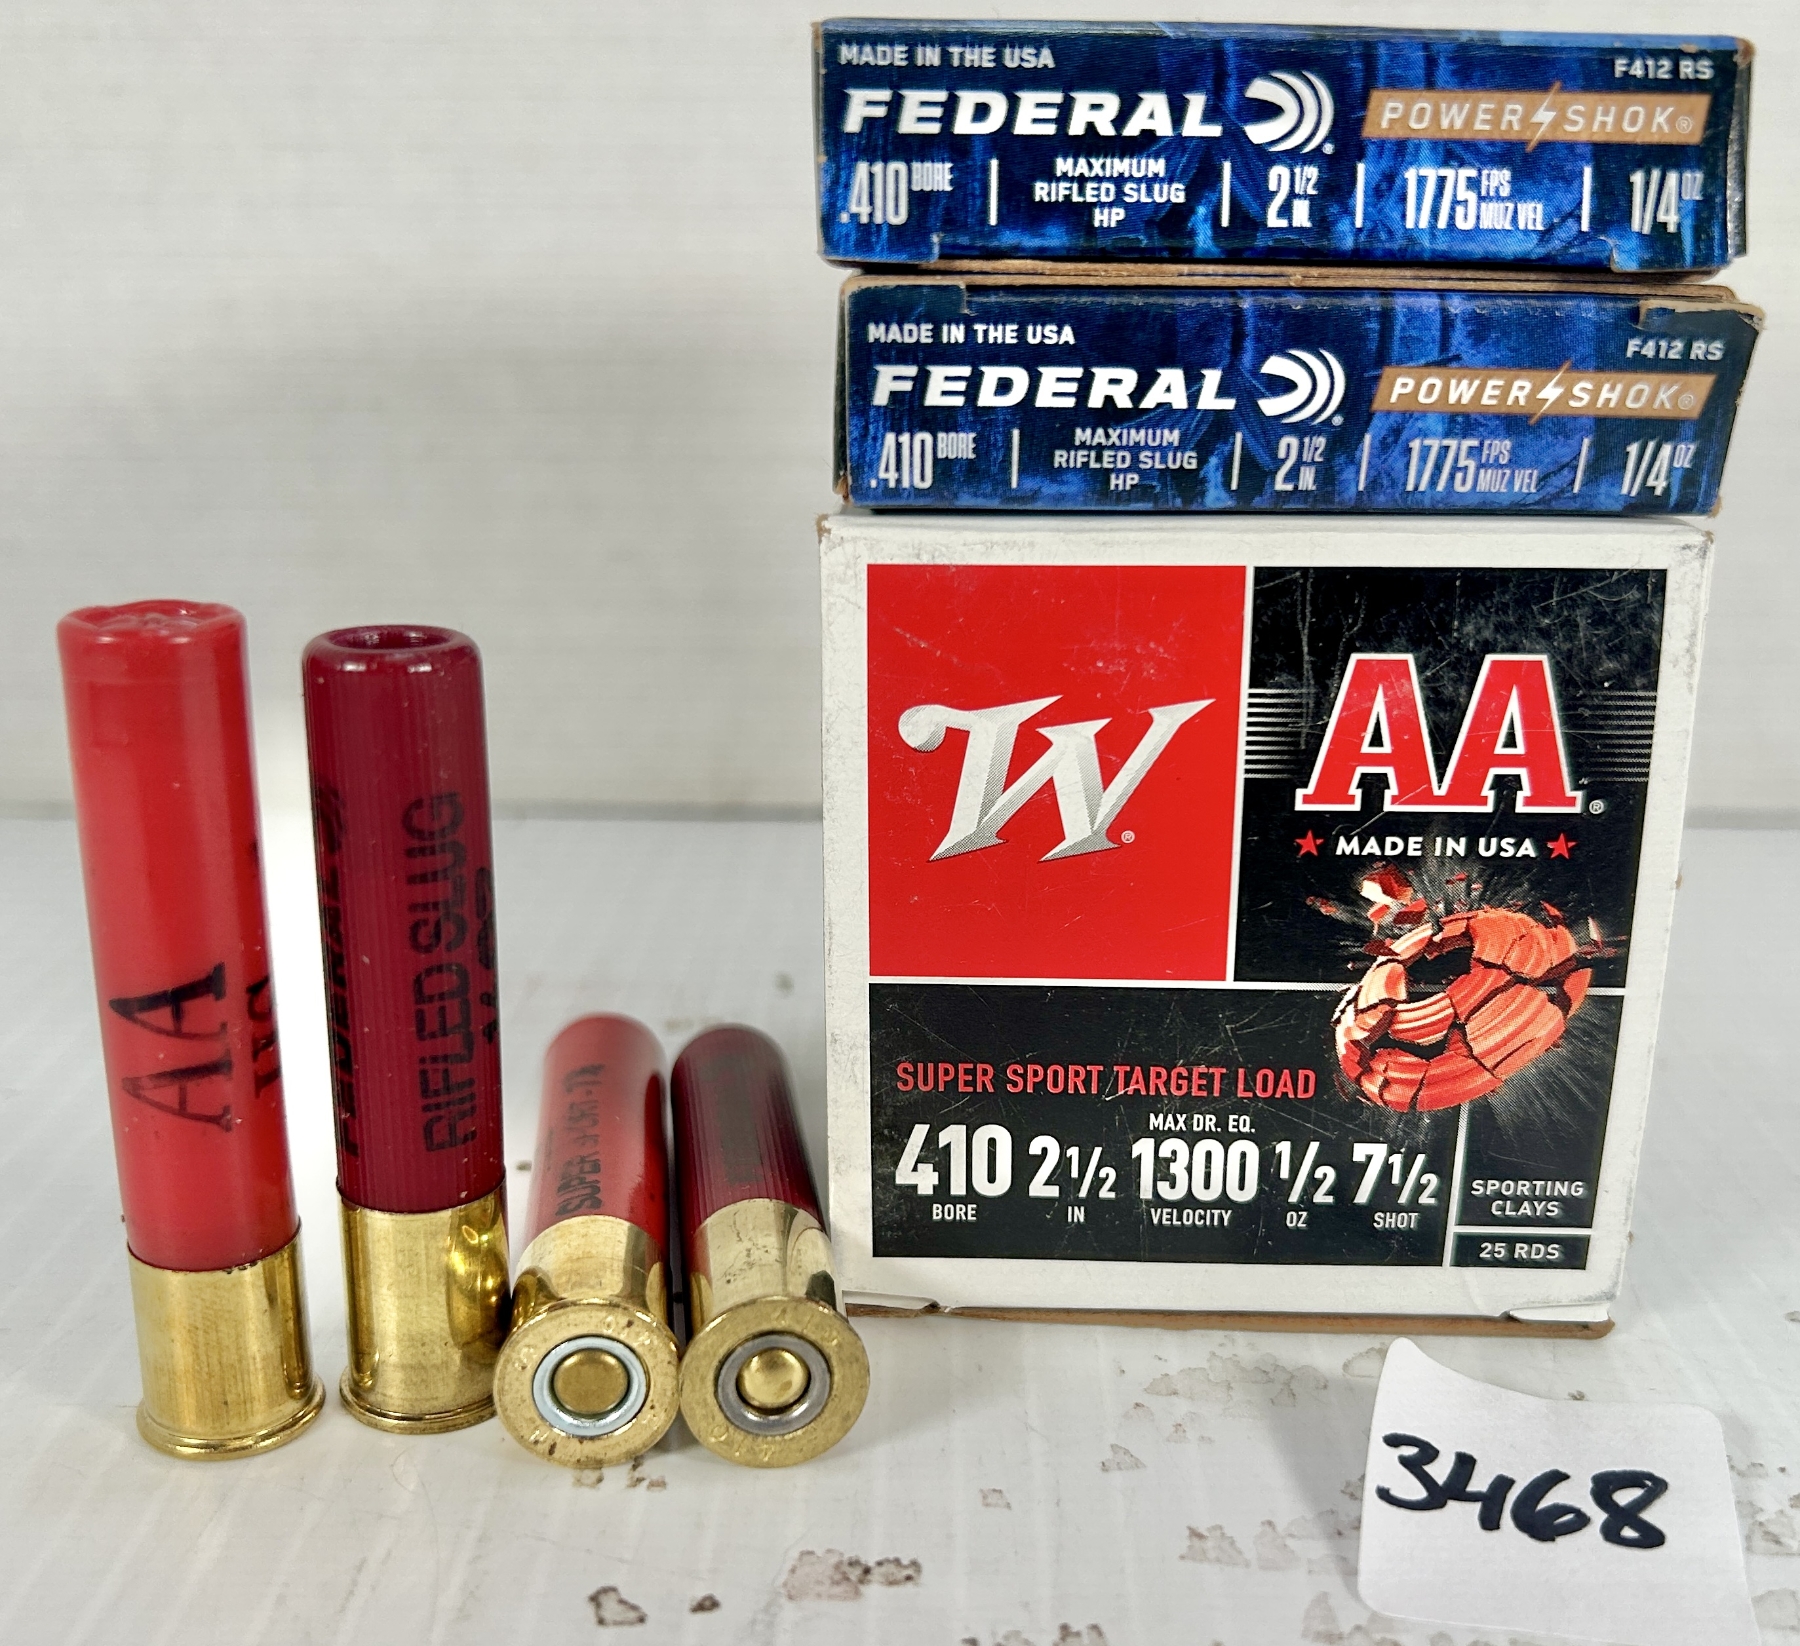 MADE IN THE USA
F412 RS
FEDERAL POWER SHOK®
.410 BORE | MAXIMUM RIFLED SLUG HP | 2 1/2 IN. | 1775 FPS MUZ VEL | 1/4 OZ
MADE IN THE USA
F412 RS
FEDERAL POWER SHOK®
.410 BORE | MAXIMUM RIFLED SLUG HP | 2 1/2 IN. | 1775 FPS MUZ VEL | 1/4 OZ
W®
AA®
★ MADE IN USA ★
SUPER SPORT TARGET LOAD
MAX DR. EQ.
410 2 1/2 1300 1/2 7 1/2
BORE IN VELOCITY OZ SHOT
SPORTING
CLAYS
25 RDS
AA
RIFLED SLUG
SUPER
3468